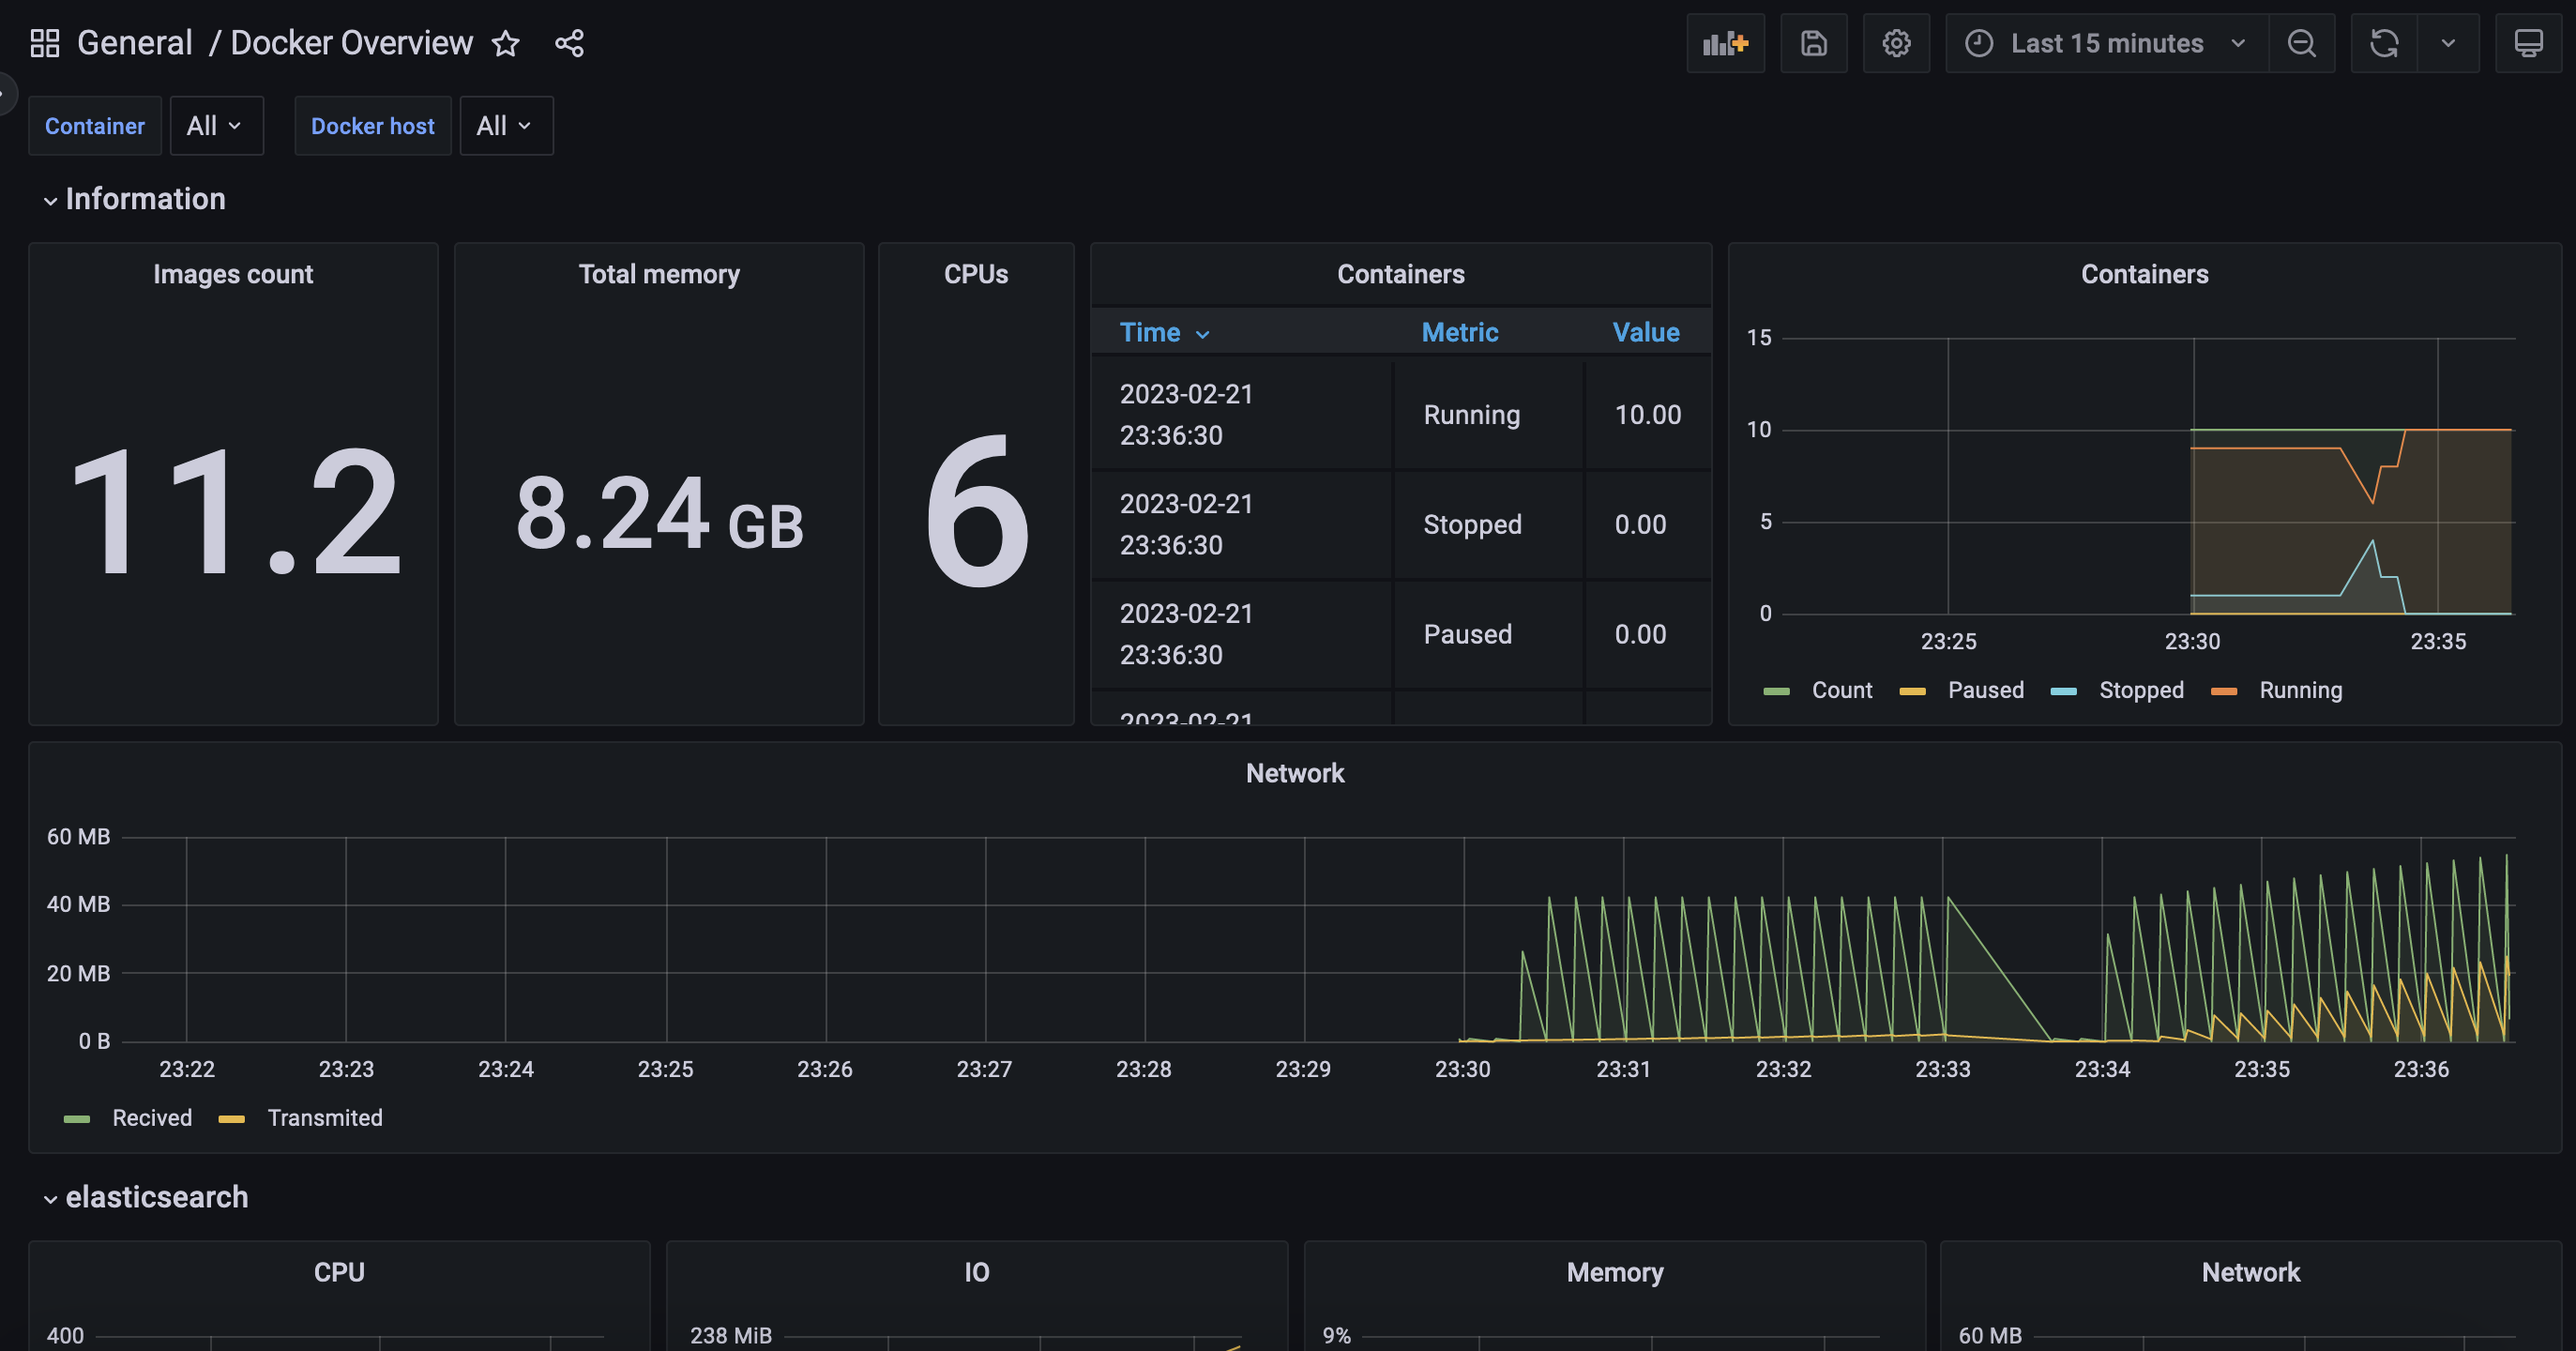 General / Docker Overview
Last 15 minutes
Container All Docker host All
Information
Images count
11.2
Total memory
8.24 GB
CPUs
6
Containers
Time Metric Value
2023-02-21 23:36:30 Running 10.00
2023-02-21 23:36:30 Stopped 0.00
2023-02-21 23:36:30 Paused 0.00
2023-02-21
Containers
15
10
5
0
23:25 23:30 23:35
Count Paused Stopped Running
Network
60 MB
40 MB
20 MB
0 B
23:22 23:23 23:24 23:25 23:26 23:27 23:28 23:29 23:30 23:31 23:32 23:33 23:34 23:35 23:36
Recived Transmited
elasticsearch
CPU
400
IO
238 MiB
Memory
9%
Network
60 MB